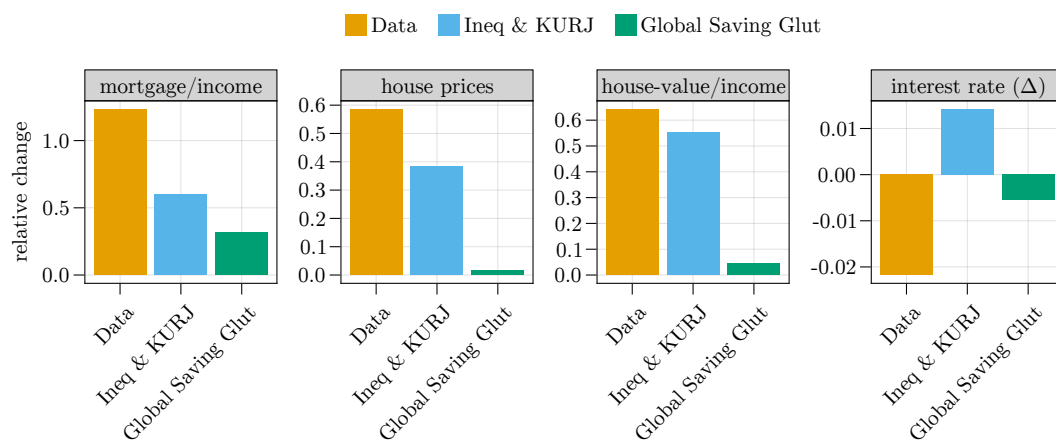 Data Ineq & KURJ Global Saving Glut
mortgage/income
house prices
house-value/income
interest rate (Δ)
relative change
1.0
0.5
0.0
Data
Ineq & KURJ
Global Saving Glut
0.6
0.5
0.4
0.3
0.2
0.1
0.0
Data
Ineq & KURJ
Global Saving Glut
0.6
0.5
0.4
0.3
0.2
0.1
0.0
Data
Ineq & KURJ
Global Saving Glut
0.01
0.00
-0.01
-0.02
Data
Ineq & KURJ
Global Saving Glut